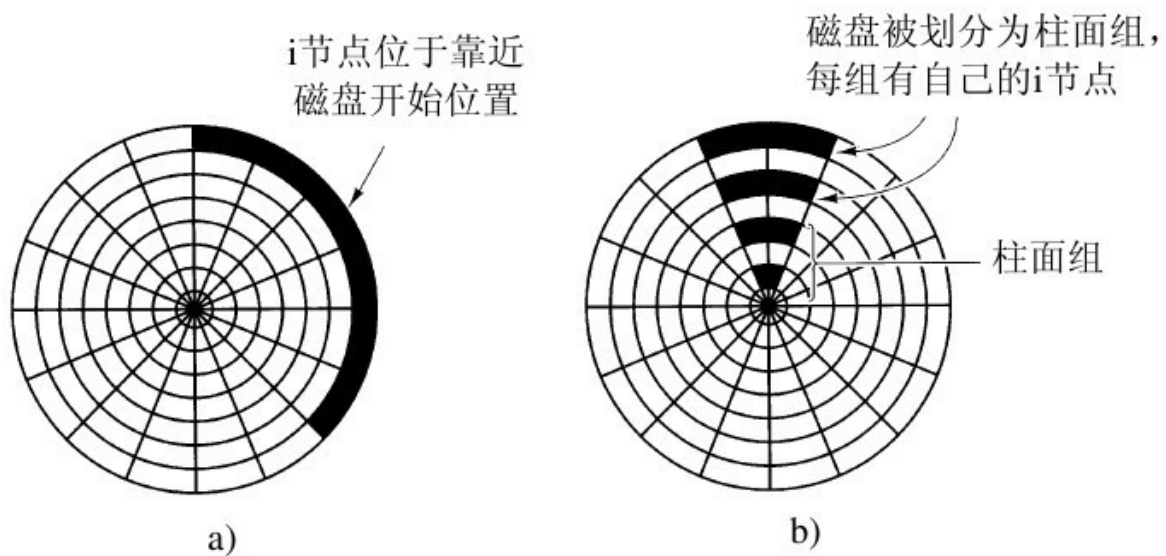 i节点位于靠近
磁盘开始位置
磁盘被划分为柱面组，
每组有自己的i节点
柱面组
a)
b)